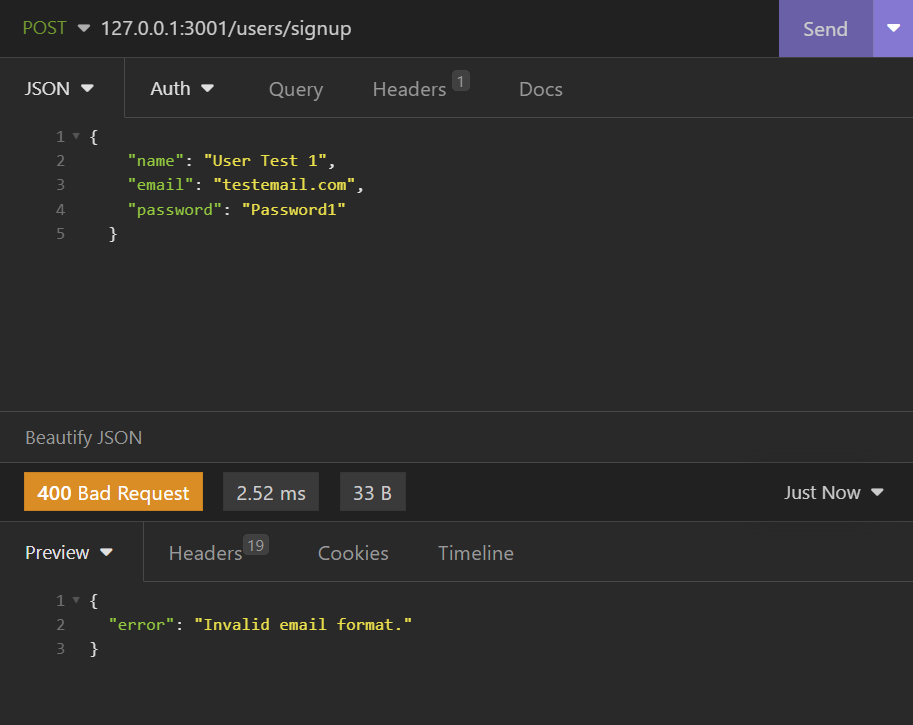 POST 127.0.0.1:3001/users/signup Send
JSON Auth Query Headers 1 Docs
1 {
2 "name": "User Test 1",
3 "email": "testemail.com",
4 "password": "Password1"
5 }
Beautify JSON
400 Bad Request 2.52 ms 33 B Just Now
Preview Headers 19 Cookies Timeline
1 {
2 "error": "Invalid email format."
3 }